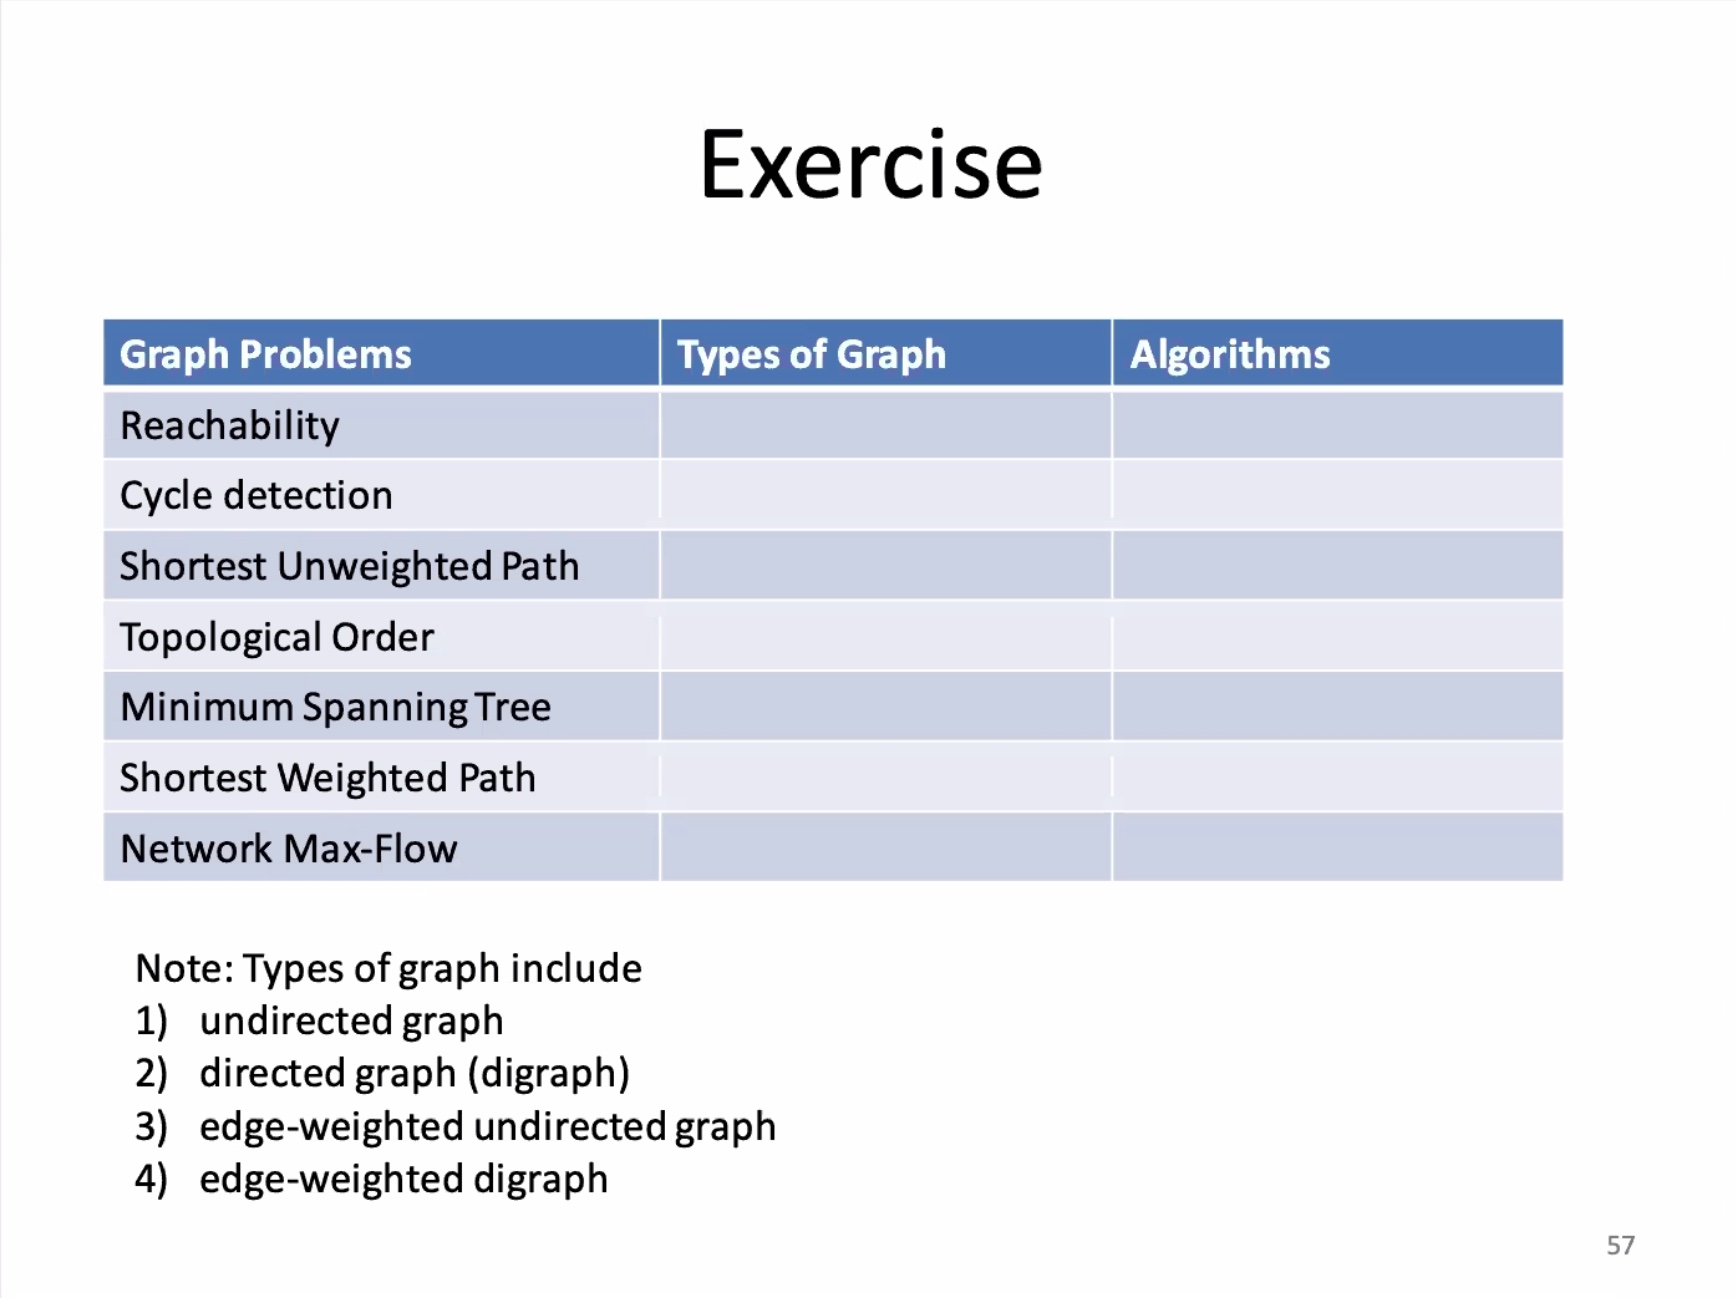 Exercise
Graph Problems Types of Graph Algorithms
Reachability
Cycle detection
Shortest Unweighted Path
Topological Order
Minimum Spanning Tree
Shortest Weighted Path
Network Max-Flow
Note: Types of graph include
1) undirected graph
2) directed graph (digraph)
3) edge-weighted undirected graph
4) edge-weighted digraph
57